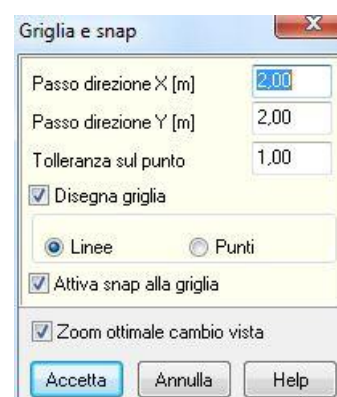 Griglia e snap
Passo direzione X [m] 2,00
Passo direzione Y [m] 2,00
Tolleranza sul punto 1,00
Disegna griglia
Linee Punti
Attiva snap alla griglia
Zoom ottimale cambio vista
Accetta Annulla Help